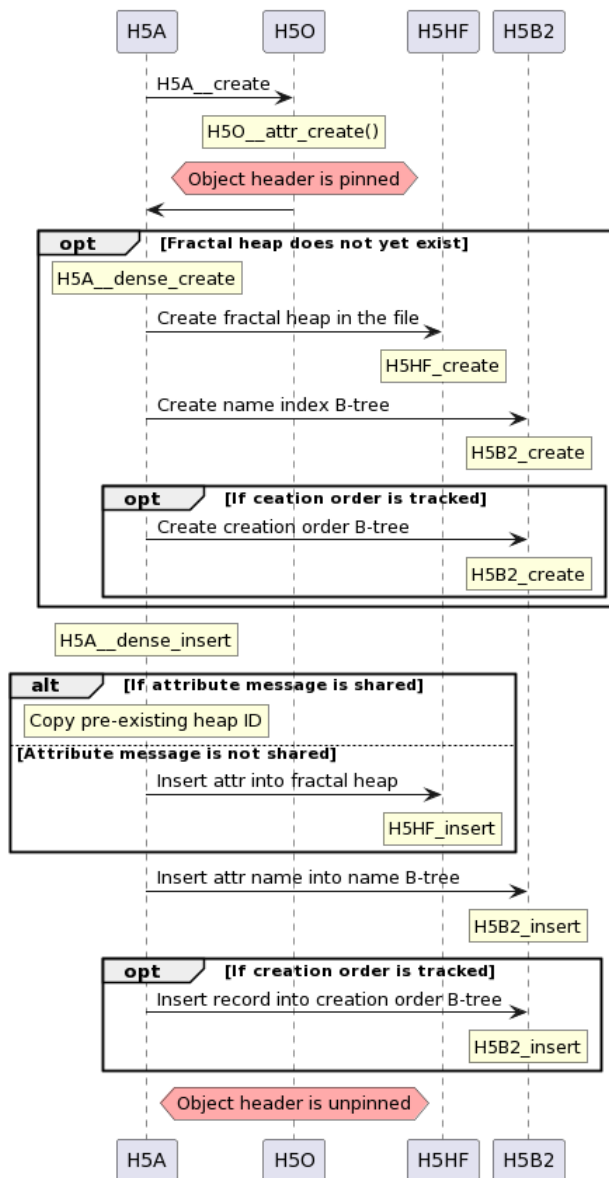 H5A H5O H5HF H5B2
H5A__create
H5O__attr_create()
Object header is pinned
opt [Fractal heap does not yet exist]
H5A__dense_create
Create fractal heap in the file
H5HF_create
Create name index B-tree
H5B2_create
opt [If ceation order is tracked]
Create creation order B-tree
H5B2_create
H5A__dense_insert
alt [If attribute message is shared]
Copy pre-existing heap ID
[Attribute message is not shared]
Insert attr into fractal heap
H5HF_insert
Insert attr name into name B-tree
H5B2_insert
opt [If creation order is tracked]
Insert record into creation order B-tree
H5B2_insert
Object header is unpinned
H5A H5O H5HF H5B2